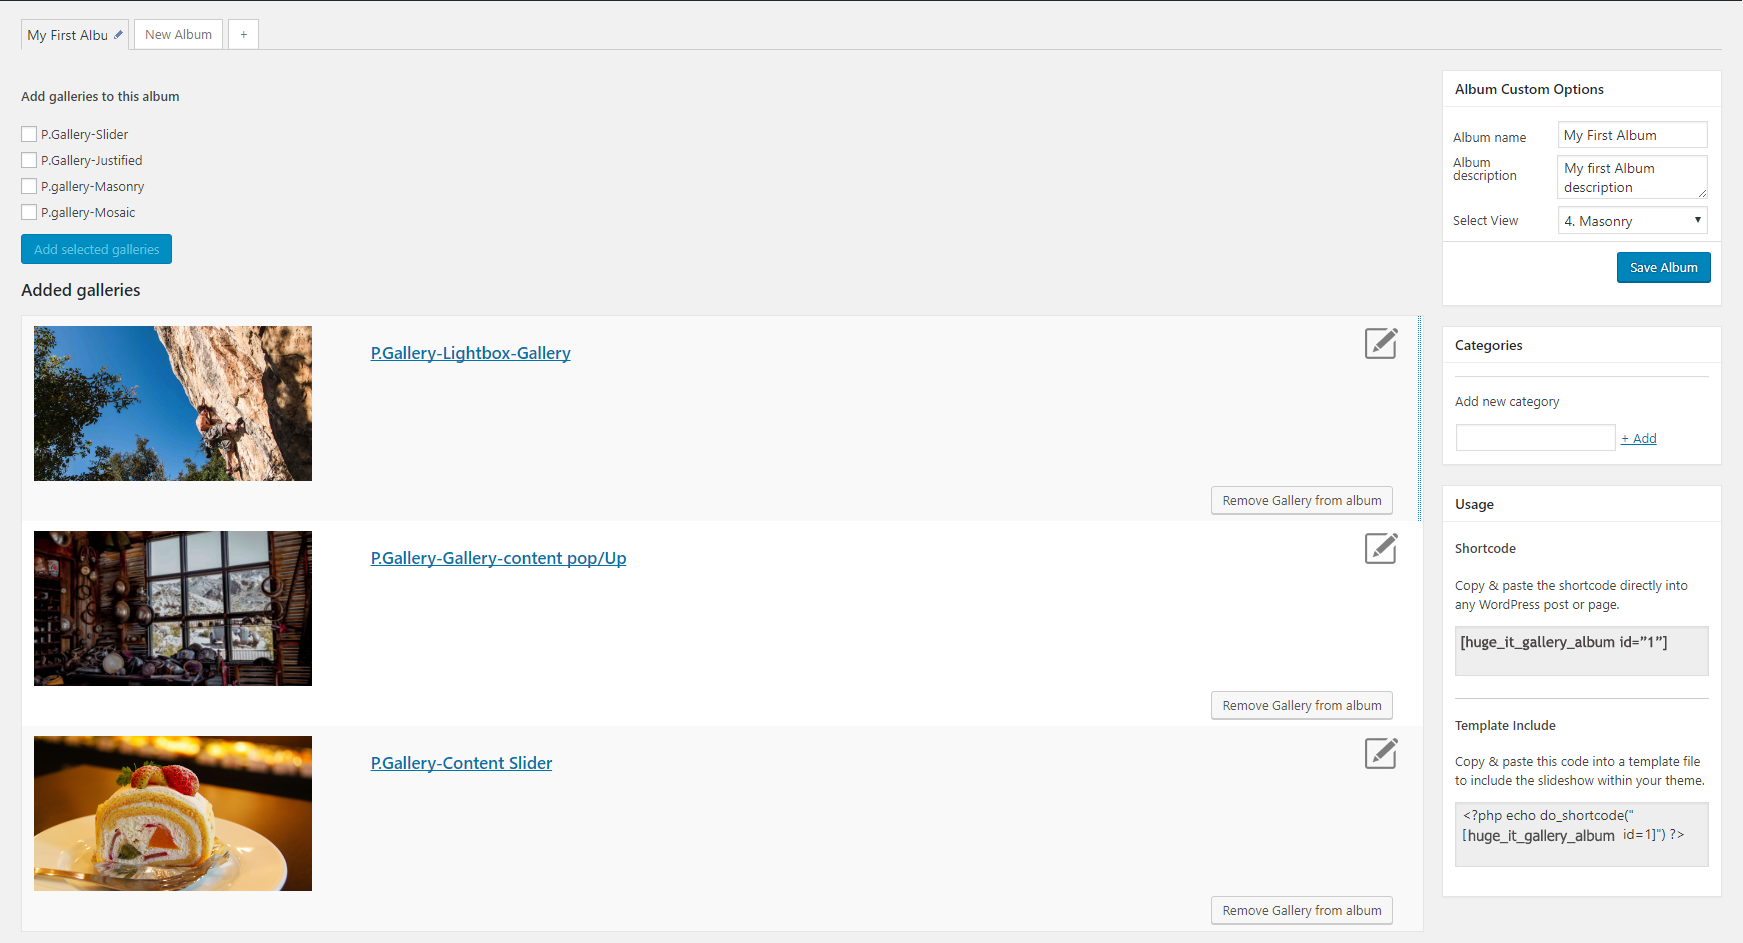 My First Albu
New Album
+
Add galleries to this album
P.Gallery-Slider
P.Gallery-Justified
P.gallery-Masonry
P.gallery-Mosaic
Add selected galleries
Added galleries
P.Gallery-Lightbox-Gallery
Remove Gallery from album
P.Gallery-Gallery-content pop/Up
Remove Gallery from album
P.Gallery-Content Slider
Remove Gallery from album
Album Custom Options
Album name
My First Album
Album
description
My first Album
description
Select View
4. Masonry
Save Album
Categories
Add new category
+ Add
Usage
Shortcode
Copy & paste the shortcode directly into
any WordPress post or page.
[huge_it_gallery_album id=”1”]
Template Include
Copy & paste this code into a template file
to include the slideshow within your theme.
<?php echo do_shortcode("
[huge_it_gallery_album id=1]") ?>